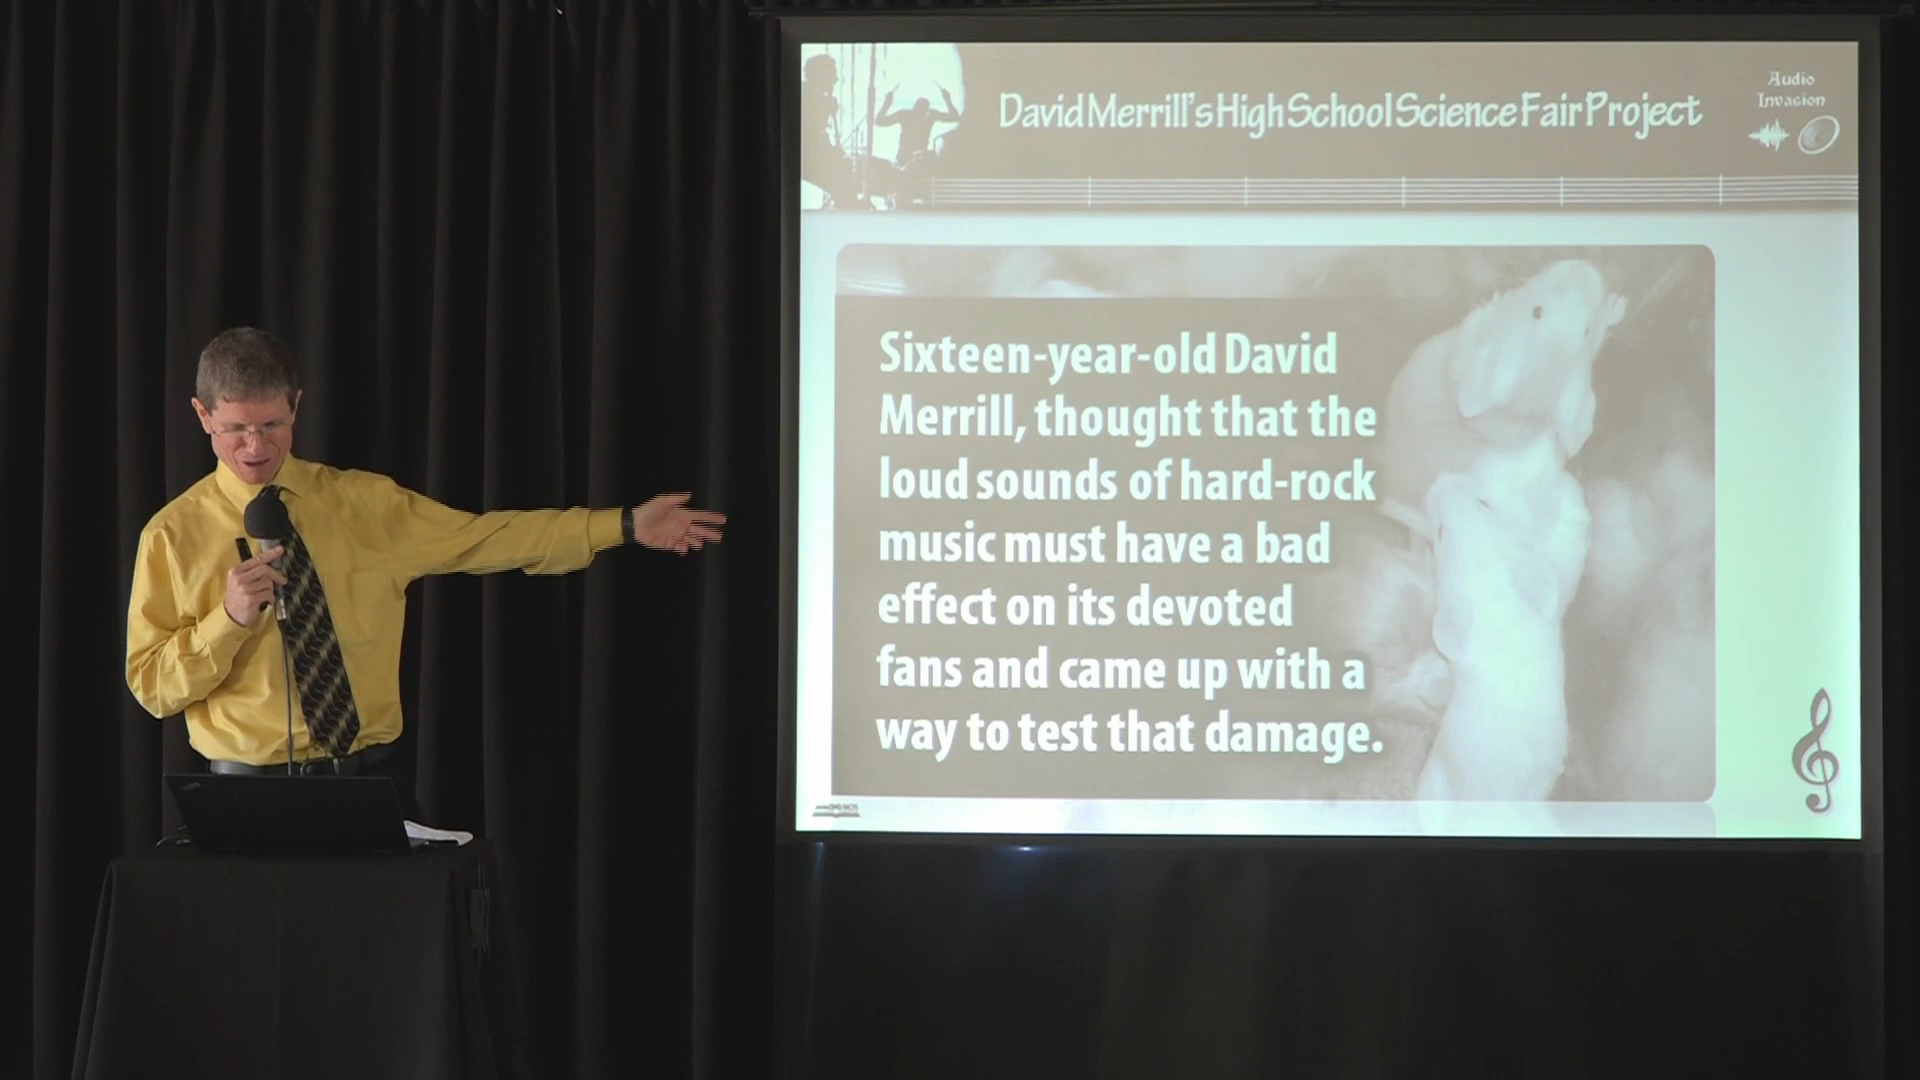 David Merrill's High School Science Fair Project
Audio
Invasion
Sixteen-year-old David
Merrill, thought that the
loud sounds of hard-rock
music must have a bad
effect on its devoted
fans and came up with a
way to test that damage.